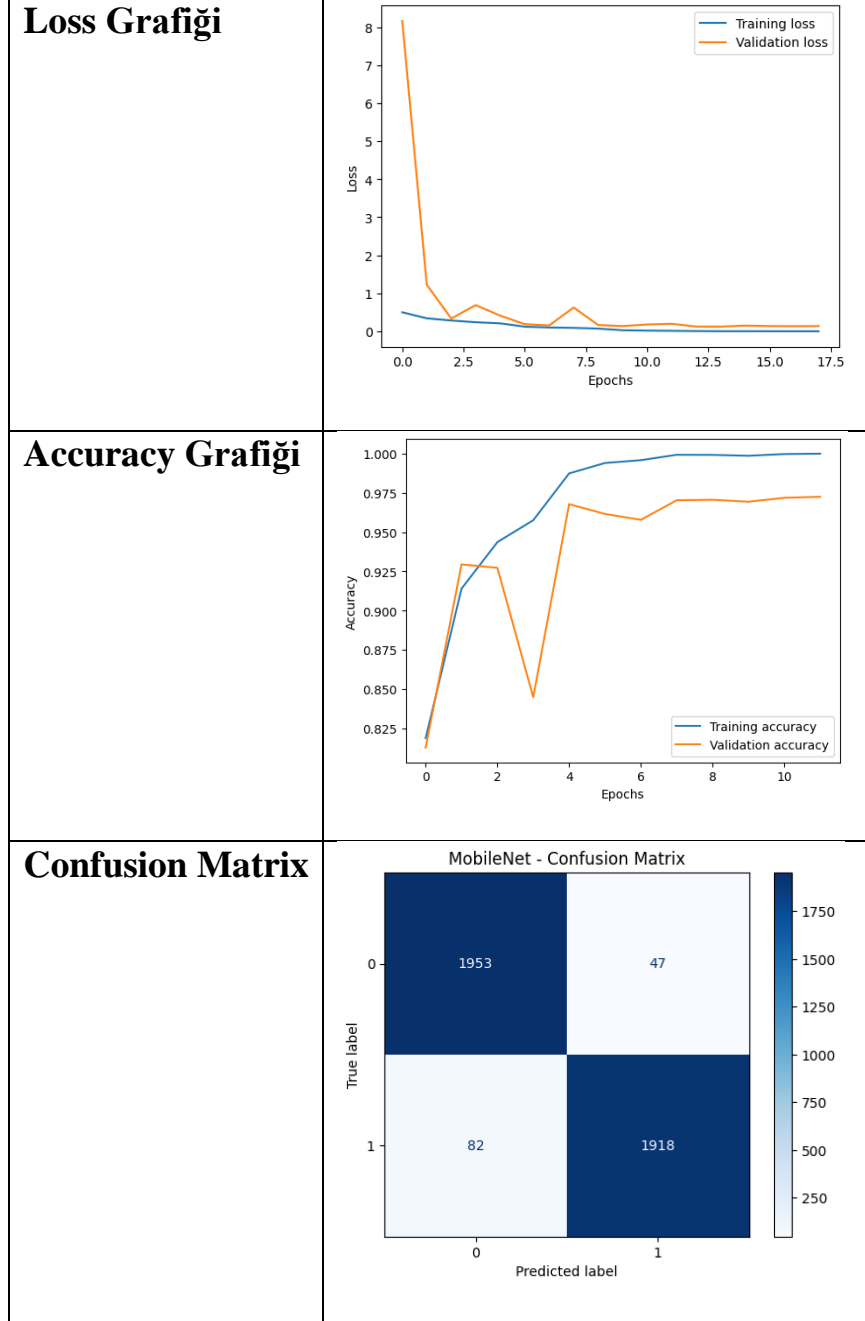 Loss Grafiği
8
7
6
5
4
3
2
1
0
Loss
Training loss
Validation loss
0.0 2.5 5.0 7.5 10.0 12.5 15.0 17.5
Epochs
Accuracy Grafiği
1.000
0.975
0.950
0.925
0.900
0.875
0.850
0.825
Accuracy
Training accuracy
Validation accuracy
0 2 4 6 8 10
Epochs
Confusion Matrix
MobileNet - Confusion Matrix
0
1
True label
1953 47
82 1918
0 1
Predicted label
1750
1500
1250
1000
750
500
250